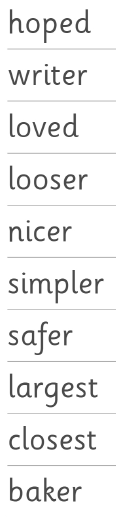 hoped
writer
loved
looser
nicer
simpler
safer
largest
closest
baker